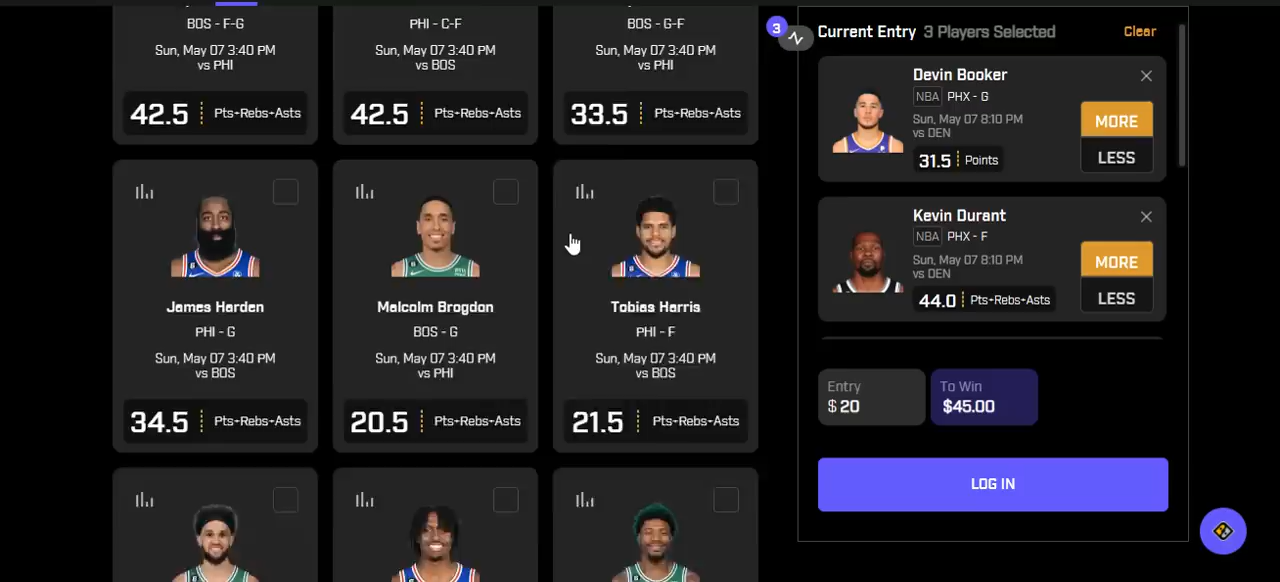 BOS - F-G
Sun, May 07 3:40 PM
vs PHI
42.5 Pts+Rebs+Asts
PHI - C-F
Sun, May 07 3:40 PM
vs BOS
42.5 Pts+Rebs+Asts
BOS - G-F
Sun, May 07 3:40 PM
vs PHI
33.5 Pts+Rebs+Asts
James Harden
PHI - G
Sun, May 07 3:40 PM
vs BOS
34.5 Pts+Rebs+Asts
Malcolm Brogdon
BOS - G
Sun, May 07 3:40 PM
vs PHI
20.5 Pts+Rebs+Asts
Tobias Harris
PHI - F
Sun, May 07 3:40 PM
vs BOS
21.5 Pts+Rebs+Asts
3
Current Entry 3 Players Selected
Clear
Devin Booker
NBA PHX - G
Sun, May 07 8:10 PM
vs DEN
31.5 Points
MORE
LESS
Kevin Durant
NBA PHX - F
Sun, May 07 8:10 PM
vs DEN
44.0 Pts+Rebs+Asts
MORE
LESS
Entry
$ 20
To Win
$45.00
LOG IN